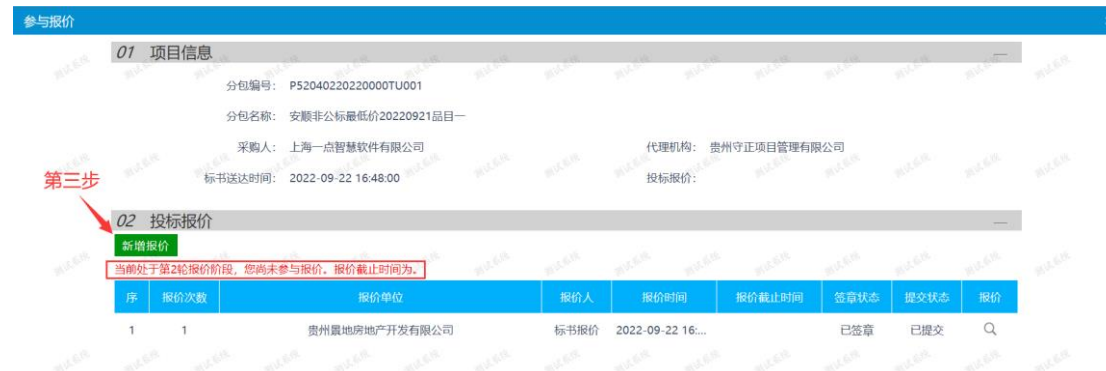 参与报价
01 项目信息
分包编号： P52040220220000TU001
分包名称： 安顺非公标最低价20220921品目一
采购人： 上海一点智慧软件有限公司 代理机构： 贵州守正项目管理有限公司
标书送达时间： 2022-09-22 16:48:00 投标报价：
第三步
02 投标报价
新增报价
当前处于第2轮报价阶段，您尚未参与报价。报价截止时间为。
序 报价次数 报价单位 报价人 报价时间 报价截止时间 签章状态 提交状态 报价
1 1 贵州景地房地产开发有限公司 标书报价 2022-09-22 16:... 已签章 已提交
测试系统